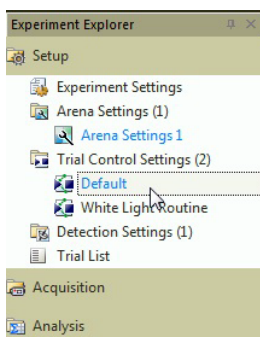 Experiment Explorer
Setup
Experiment Settings
Arena Settings (1)
Arena Settings 1
Trial Control Settings (2)
Default
White Light Routine
Detection Settings (1)
Trial List
Acquisition
Analysis